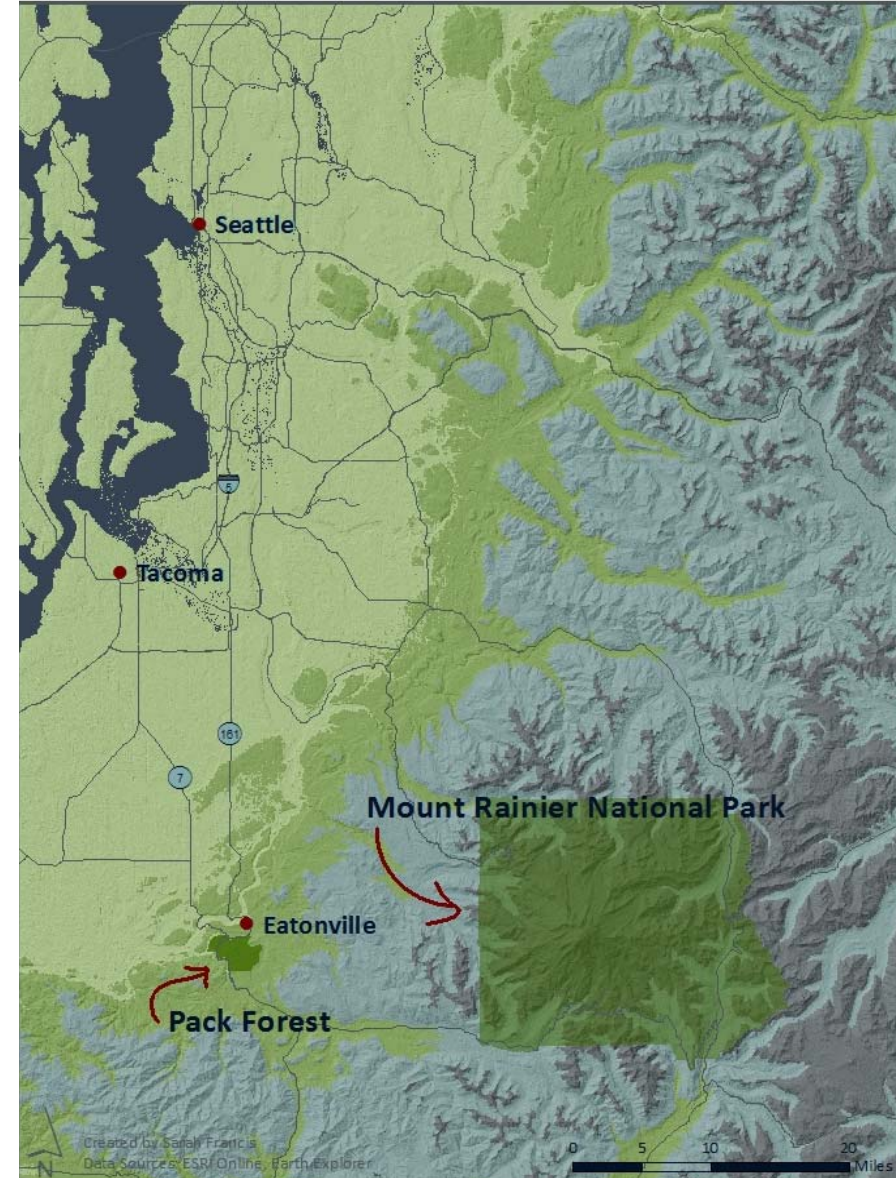 Seattle
5
Tacoma
161
7
Mount Rainier National Park
Eatonville
Pack Forest
Created by Sarah Francis
Data Sources: ESRI Online, Earth Explorer
N
0 5 10 20
Miles